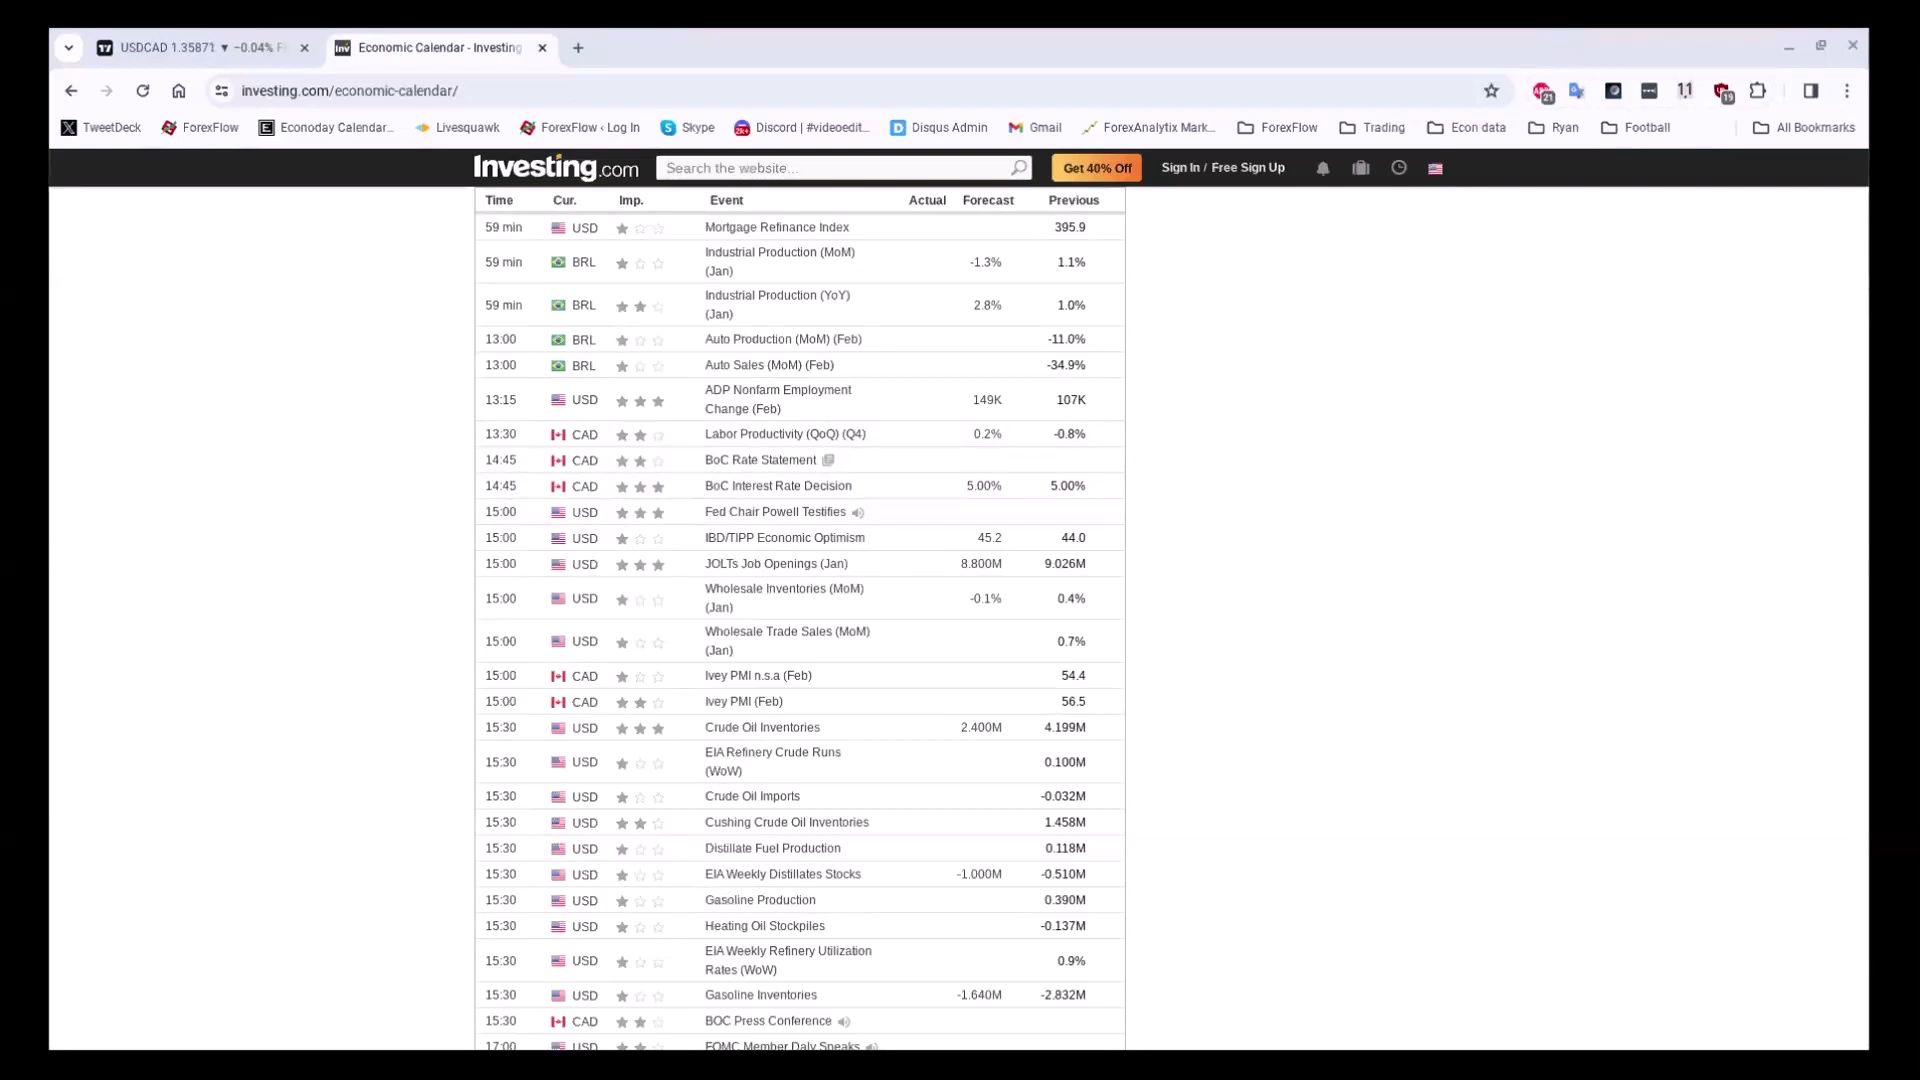 USDCAD 1.35871 ▼ −0.04%
Economic Calendar - Investing
investing.com/economic-calendar/
21
19
TweetDeck ForexFlow Econoday Calendar... Livesquawk ForexFlow ‹ Log In Skype Discord | #videoedit... Disqus Admin Gmail ForexAnalytix Mark... ForexFlow Trading Econ data Ryan Football All Bookmarks
Investing.com Search the website... Get 40% Off Sign In / Free Sign Up
Time Cur. Imp. Event Actual Forecast Previous
59 min USD Mortgage Refinance Index 395.9
59 min BRL Industrial Production (MoM) -1.3% 1.1%
(Jan)
59 min BRL Industrial Production (YoY) 2.8% 1.0%
(Jan)
13:00 BRL Auto Production (MoM) (Feb) -11.0%
13:00 BRL Auto Sales (MoM) (Feb) -34.9%
13:15 USD ADP Nonfarm Employment 149K 107K
Change (Feb)
13:30 CAD Labor Productivity (QoQ) (Q4) 0.2% -0.8%
14:45 CAD BoC Rate Statement
14:45 CAD BoC Interest Rate Decision 5.00% 5.00%
15:00 USD Fed Chair Powell Testifies
15:00 USD IBD/TIPP Economic Optimism 45.2 44.0
15:00 USD JOLTs Job Openings (Jan) 8.800M 9.026M
15:00 USD Wholesale Inventories (MoM) -0.1% 0.4%
(Jan)
15:00 USD Wholesale Trade Sales (MoM) 0.7%
(Jan)
15:00 CAD Ivey PMI n.s.a (Feb) 54.4
15:00 CAD Ivey PMI (Feb) 56.5
15:30 USD Crude Oil Inventories 2.400M 4.199M
15:30 USD EIA Refinery Crude Runs 0.100M
(WoW)
15:30 USD Crude Oil Imports -0.032M
15:30 USD Cushing Crude Oil Inventories 1.458M
15:30 USD Distillate Fuel Production 0.118M
15:30 USD EIA Weekly Distillates Stocks -1.000M -0.510M
15:30 USD Gasoline Production 0.390M
15:30 USD Heating Oil Stockpiles -0.137M
15:30 USD EIA Weekly Refinery Utilization 0.9%
Rates (WoW)
15:30 USD Gasoline Inventories -1.640M -2.832M
15:30 CAD BOC Press Conference
17:00 USD FOMC Member Daly Speaks